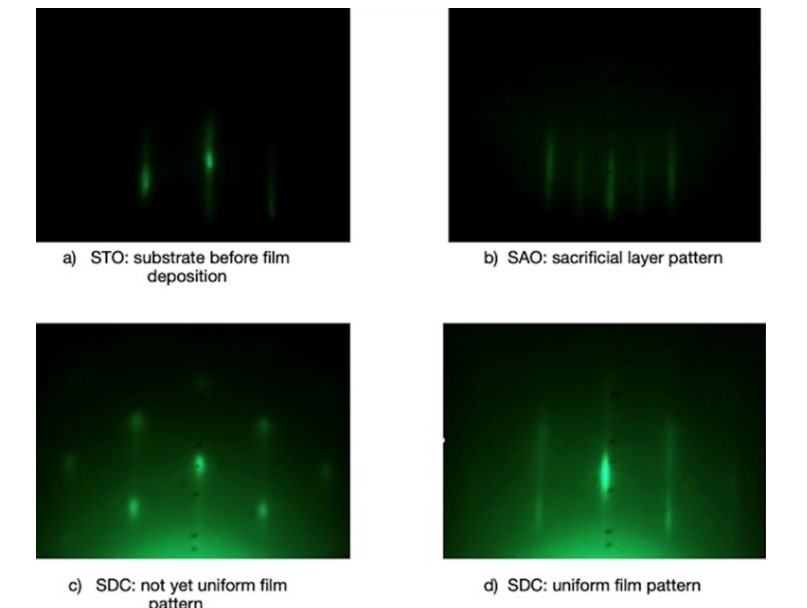 a) STO: substrate before film
deposition
b) SAO: sacrificial layer pattern
c) SDC: not yet uniform film
pattern
d) SDC: uniform film pattern